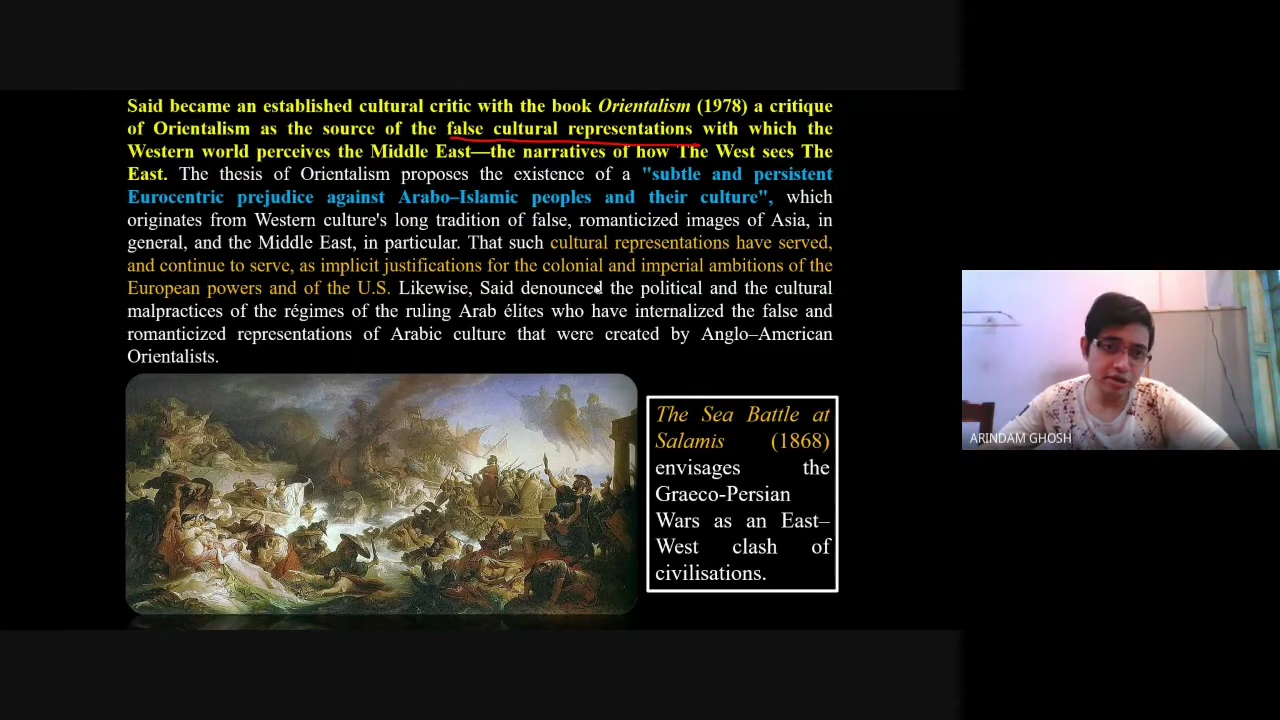 Said became an established cultural critic with the book Orientalism (1978) a critique
of Orientalism as the source of the false cultural representations with which the
Western world perceives the Middle East—the narratives of how The West sees The
East. The thesis of Orientalism proposes the existence of a "subtle and persistent
Eurocentric prejudice against Arabo–Islamic peoples and their culture", which
originates from Western culture's long tradition of false, romanticized images of Asia, in
general, and the Middle East, in particular. That such cultural representations have served,
and continue to serve, as implicit justifications for the colonial and imperial ambitions of the
European powers and of the U.S. Likewise, Said denounced the political and the cultural
malpractices of the régimes of the ruling Arab élites who have internalized the false and
romanticized representations of Arabic culture that were created by Anglo–American
Orientalists.
The Sea Battle at
Salamis (1868)
envisages the
Graeco-Persian
Wars as an East–
West clash of
civilisations.
ARINDAM GHOSH